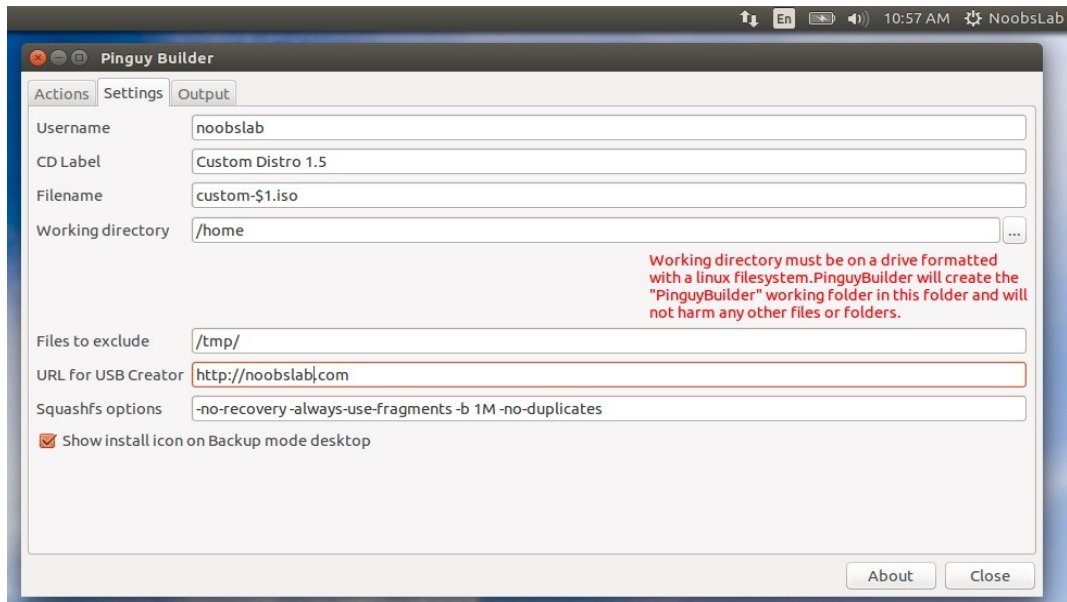 En 10:57 AM NoobsLab
Pinguy Builder
Actions Settings Output
Username noobslab
CD Label Custom Distro 1.5
Filename custom-$1.iso
Working directory /home ...
Working directory must be on a drive formatted
with a linux filesystem.PinguyBuilder will create the
"PinguyBuilder" working folder in this folder and will
not harm any other files or folders.
Files to exclude /tmp/
URL for USB Creator http://noobslab.com
Squashfs options -no-recovery -always-use-fragments -b 1M -no-duplicates
Show install icon on Backup mode desktop
About Close